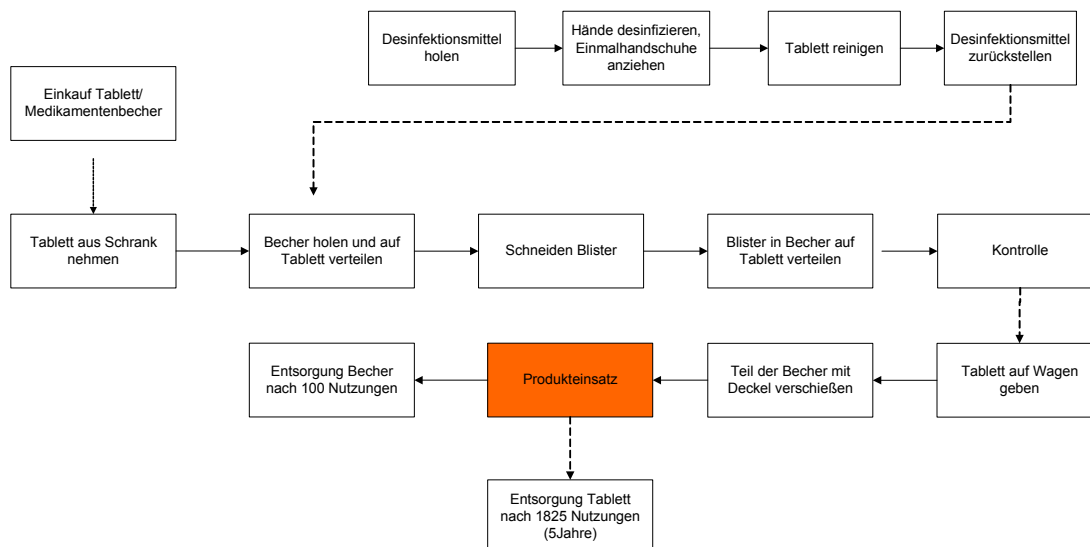 Desinfektionsmittel
holen
Hände desinfizieren,
Einmalhandschuhe
anziehen
Tablett reinigen
Desinfektionsmittel
zurückstellen
Einkauf Tablett/
Medikamentenbecher
Tablett aus Schrank
nehmen
Becher holen und auf
Tablett verteilen
Schneiden Blister
Blister in Becher auf
Tablett verteilen
Kontrolle
Entsorgung Becher
nach 100 Nutzungen
Produkteinsatz
Teil der Becher mit
Deckel verschießen
Tablett auf Wagen
geben
Entsorgung Tablett
nach 1825 Nutzungen
(5Jahre)